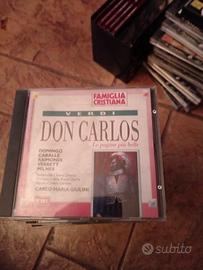 FAMIGLIA
CRISTIANA
VERDI
DON CARLOS
Le pagine più belle
DOMINGO
CABALLÉ
RAIMONDI
VERRETT
MILNES
CARLO MARIA GIULINI
subito